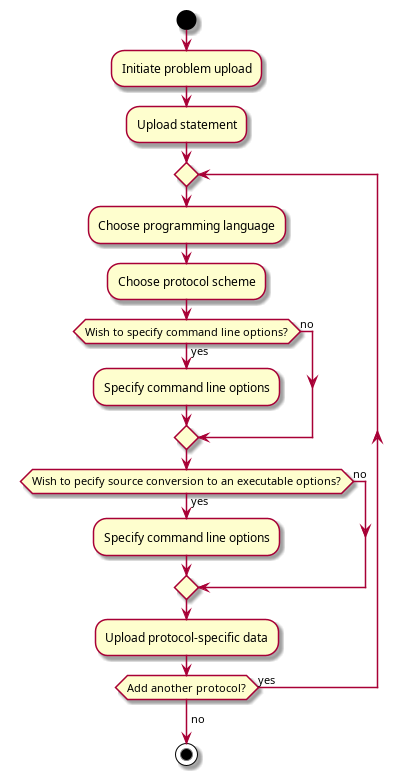 Initiate problem upload
Upload statement
Choose programming language
Choose protocol scheme
Wish to specify command line options?
no
yes
Specify command line options
Wish to pecify source conversion to an executable options?
no
yes
Specify command line options
Upload protocol-specific data
Add another protocol?
yes
no